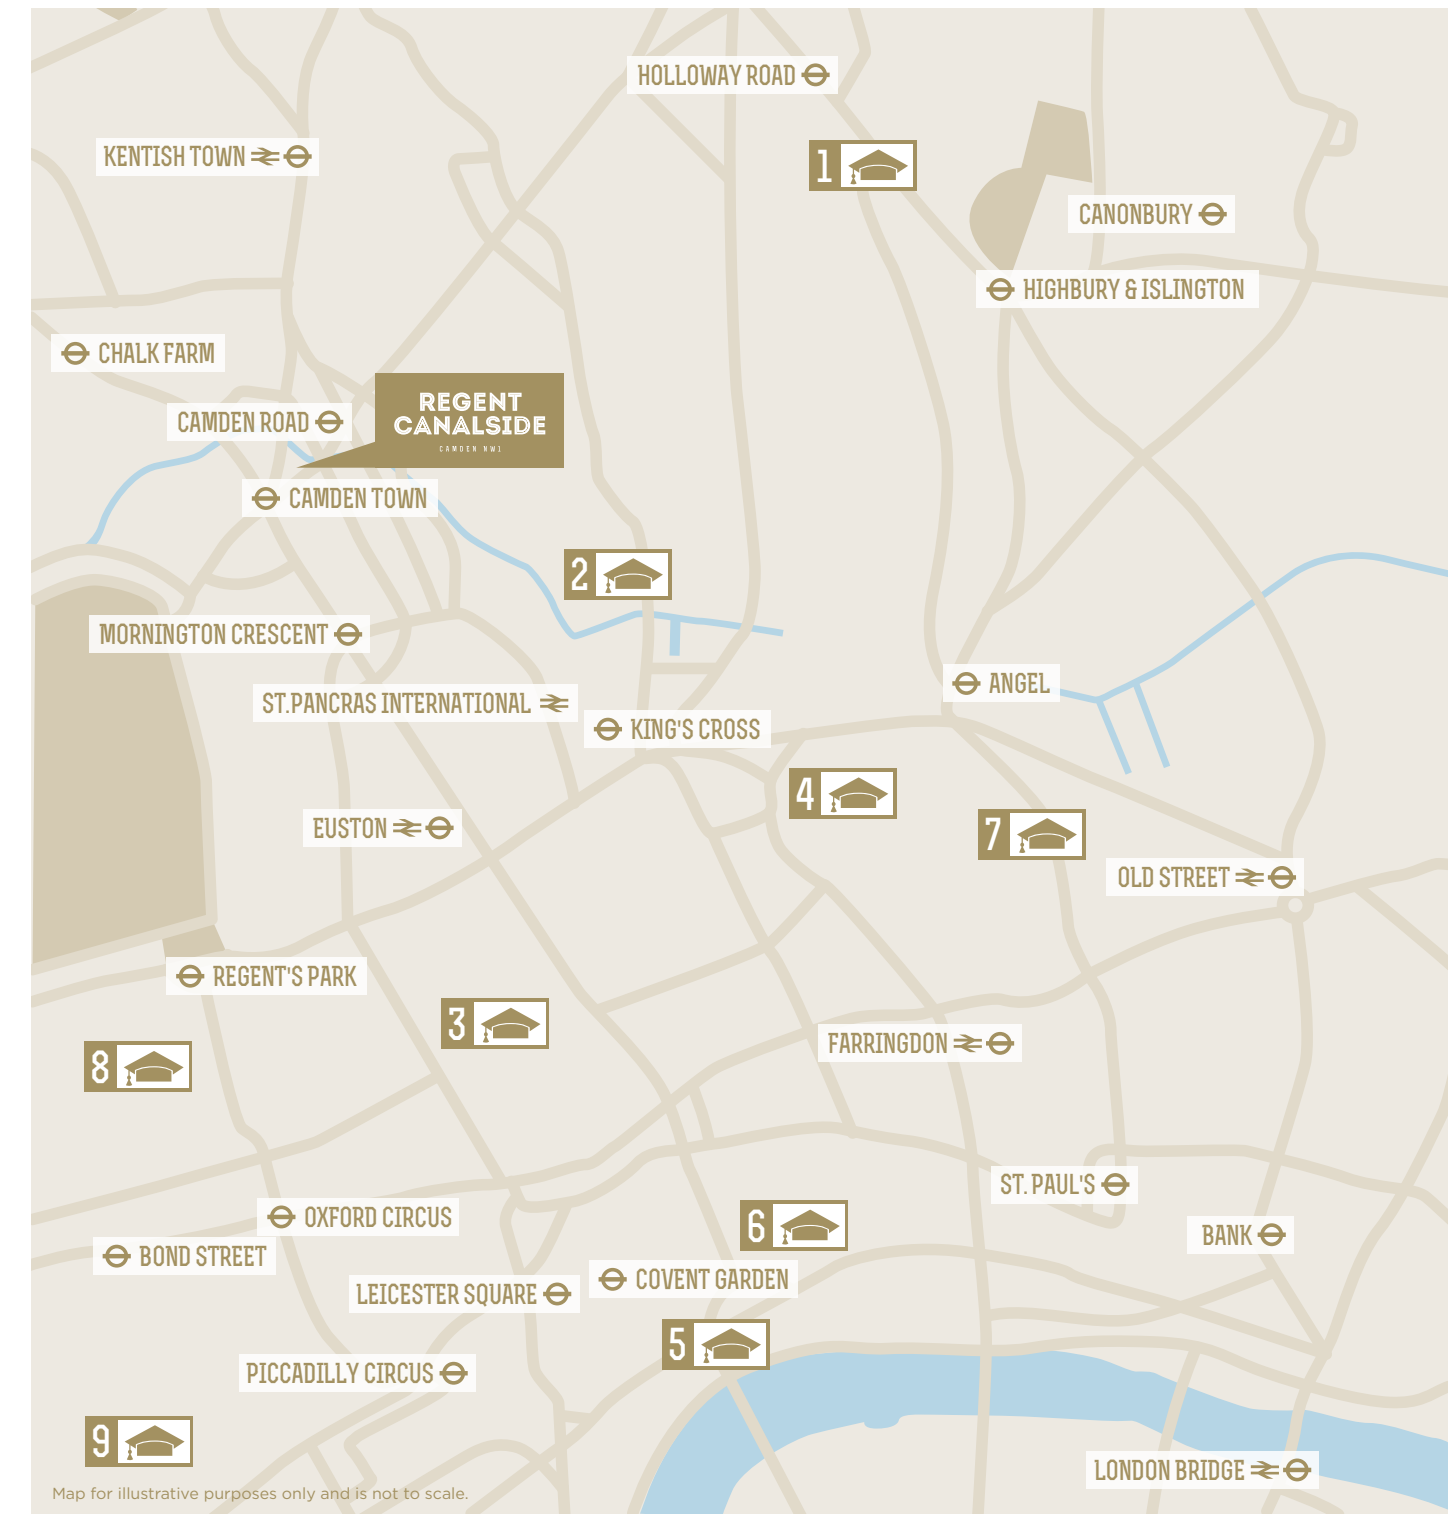 HOLLOWAY ROAD
KENTISH TOWN
1
CANONBURY
HIGHBURY & ISLINGTON
CHALK FARM
REGENT
CANALSIDE
CAMDEN NW1
CAMDEN ROAD
CAMDEN TOWN
2
MORNINGTON CRESCENT
ST.PANCRAS INTERNATIONAL
ANGEL
KING'S CROSS
4
7
EUSTON
OLD STREET
REGENT'S PARK
3
FARRINGDON
8
ST. PAUL'S
OXFORD CIRCUS
6
BANK
BOND STREET
COVENT GARDEN
LEICESTER SQUARE
5
PICCADILLY CIRCUS
9
LONDON BRIDGE
Map for illustrative purposes only and is not to scale.